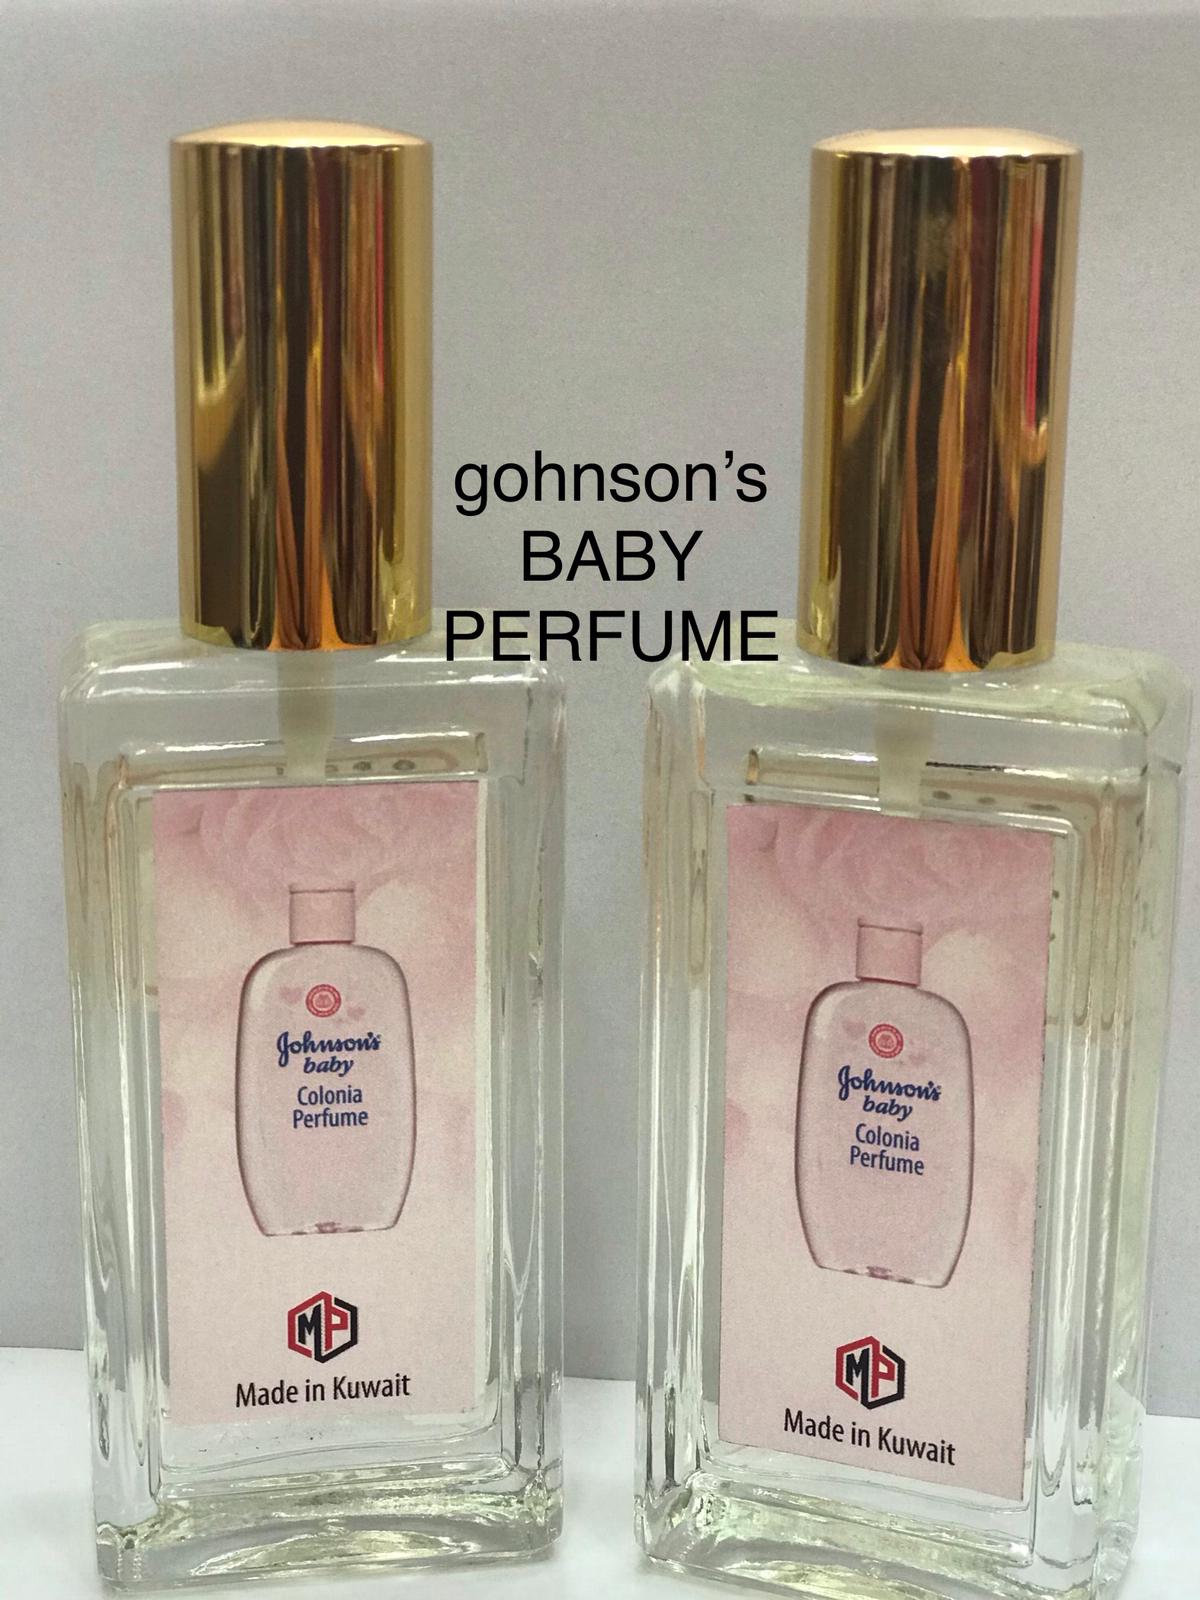 gohnson’s
BABY
PERFUME
Johnson's
baby
Colonia
Perfume
MP
Made in Kuwait
Johnson's
baby
Colonia
Perfume
MP
Made in Kuwait